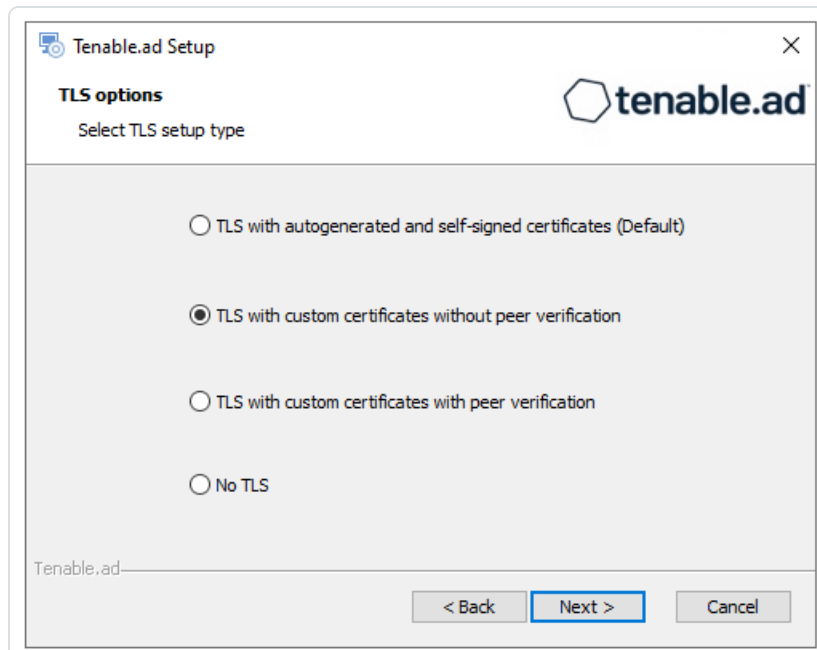 Tenable.ad Setup
TLS options
Select TLS setup type
tenable.ad
TLS with autogenerated and self-signed certificates (Default)
TLS with custom certificates without peer verification
TLS with custom certificates with peer verification
No TLS
Tenable.ad
< Back
Next >
Cancel